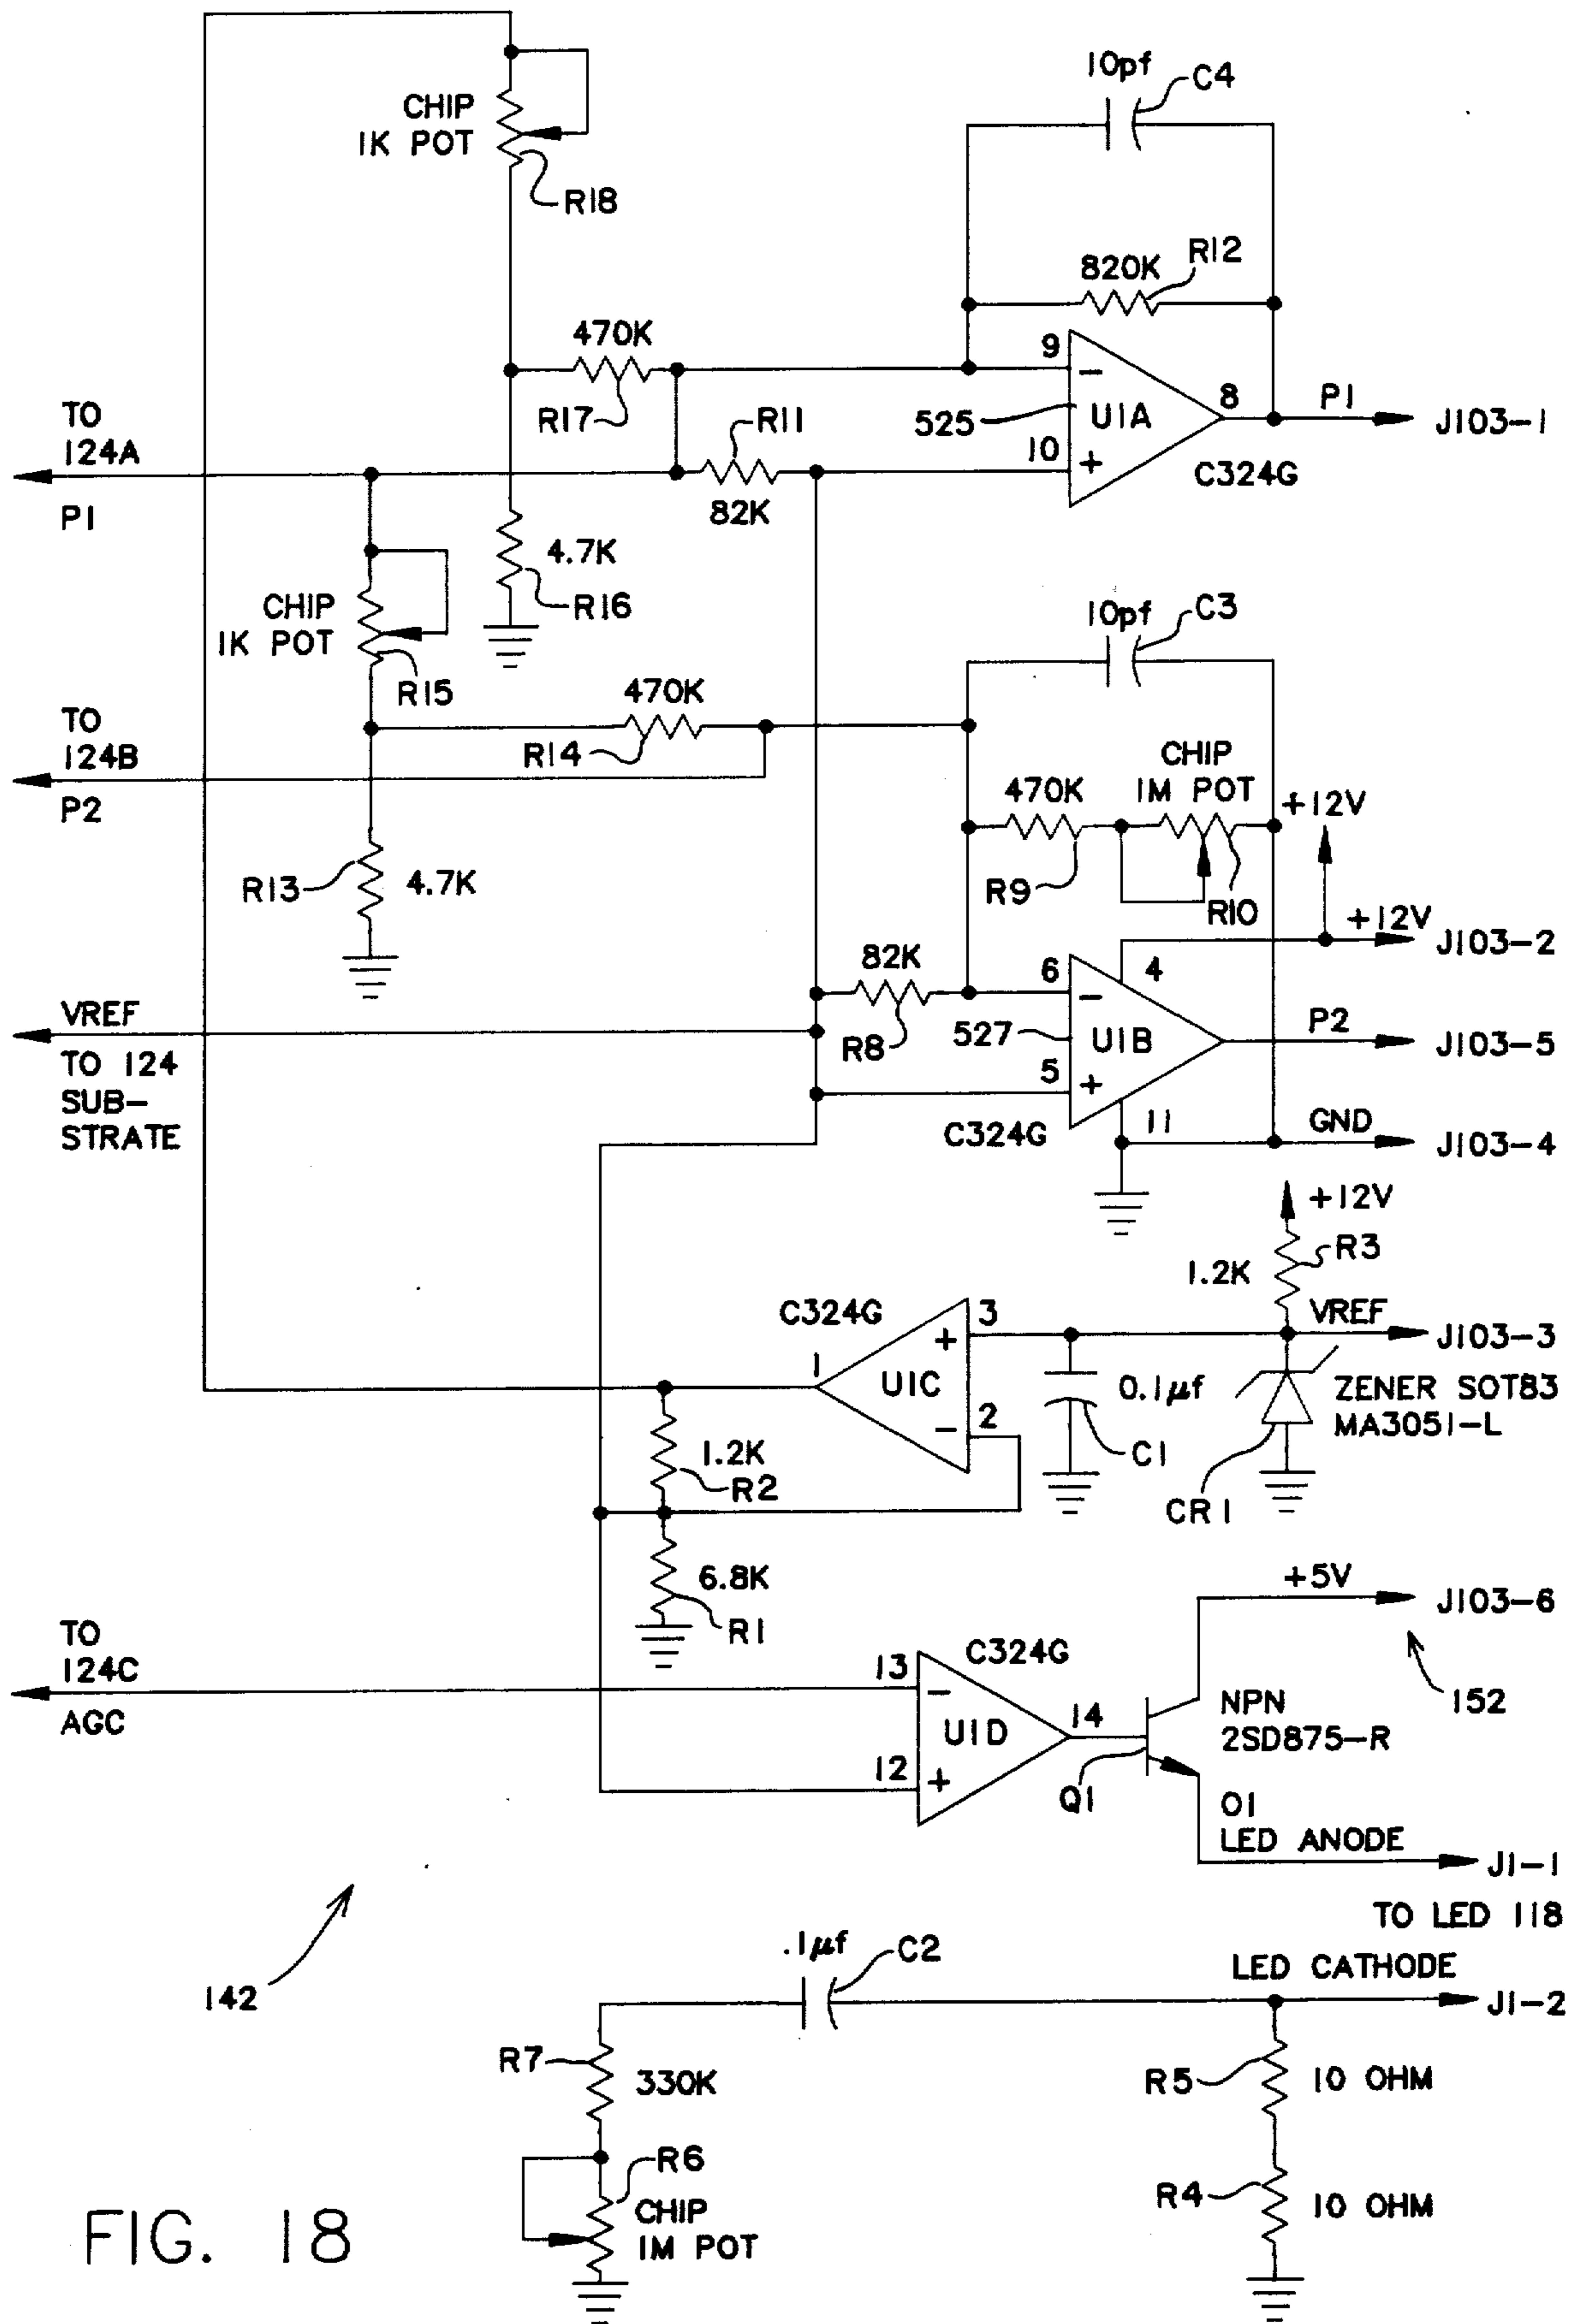 10pf
C4
CHIP
1K POT
R18
820K
R12
470K
R17
9
-
525
U1A
8
P1
J103-1
10
+
C324G
TO
124A
P1
R11
82K
4.7K
R16
CHIP
1K POT
R15
10pf
C3
TO
124B
P2
470K
R14
CHIP
1M POT
470K
R9
R10
+12V
R13
4.7K
+12V
J103-2
82K
R8
6
-
4
527
U1B
P2
J103-5
5
+
C324G
11
GND
J103-4
VREF
TO 124
SUB-
STRATE
+12V
R3
1.2K
C324G
3
+
VREF
J103-3
1
U1C
2
-
0.1µf
C1
ZENER SOT83
MA3051-L
CR1
1.2K
R2
6.8K
R1
+5V
J103-6
TO
124C
AGC
C324G
13
-
U1D
14
12
+
NPN
2SD875-R
152
Q1
01
LED ANODE
J1-1
TO LED 118
142
.1µf
C2
LED CATHODE
J1-2
R7
330K
R5
10 OHM
R6
CHIP
1M POT
R4
10 OHM
FIG. 18